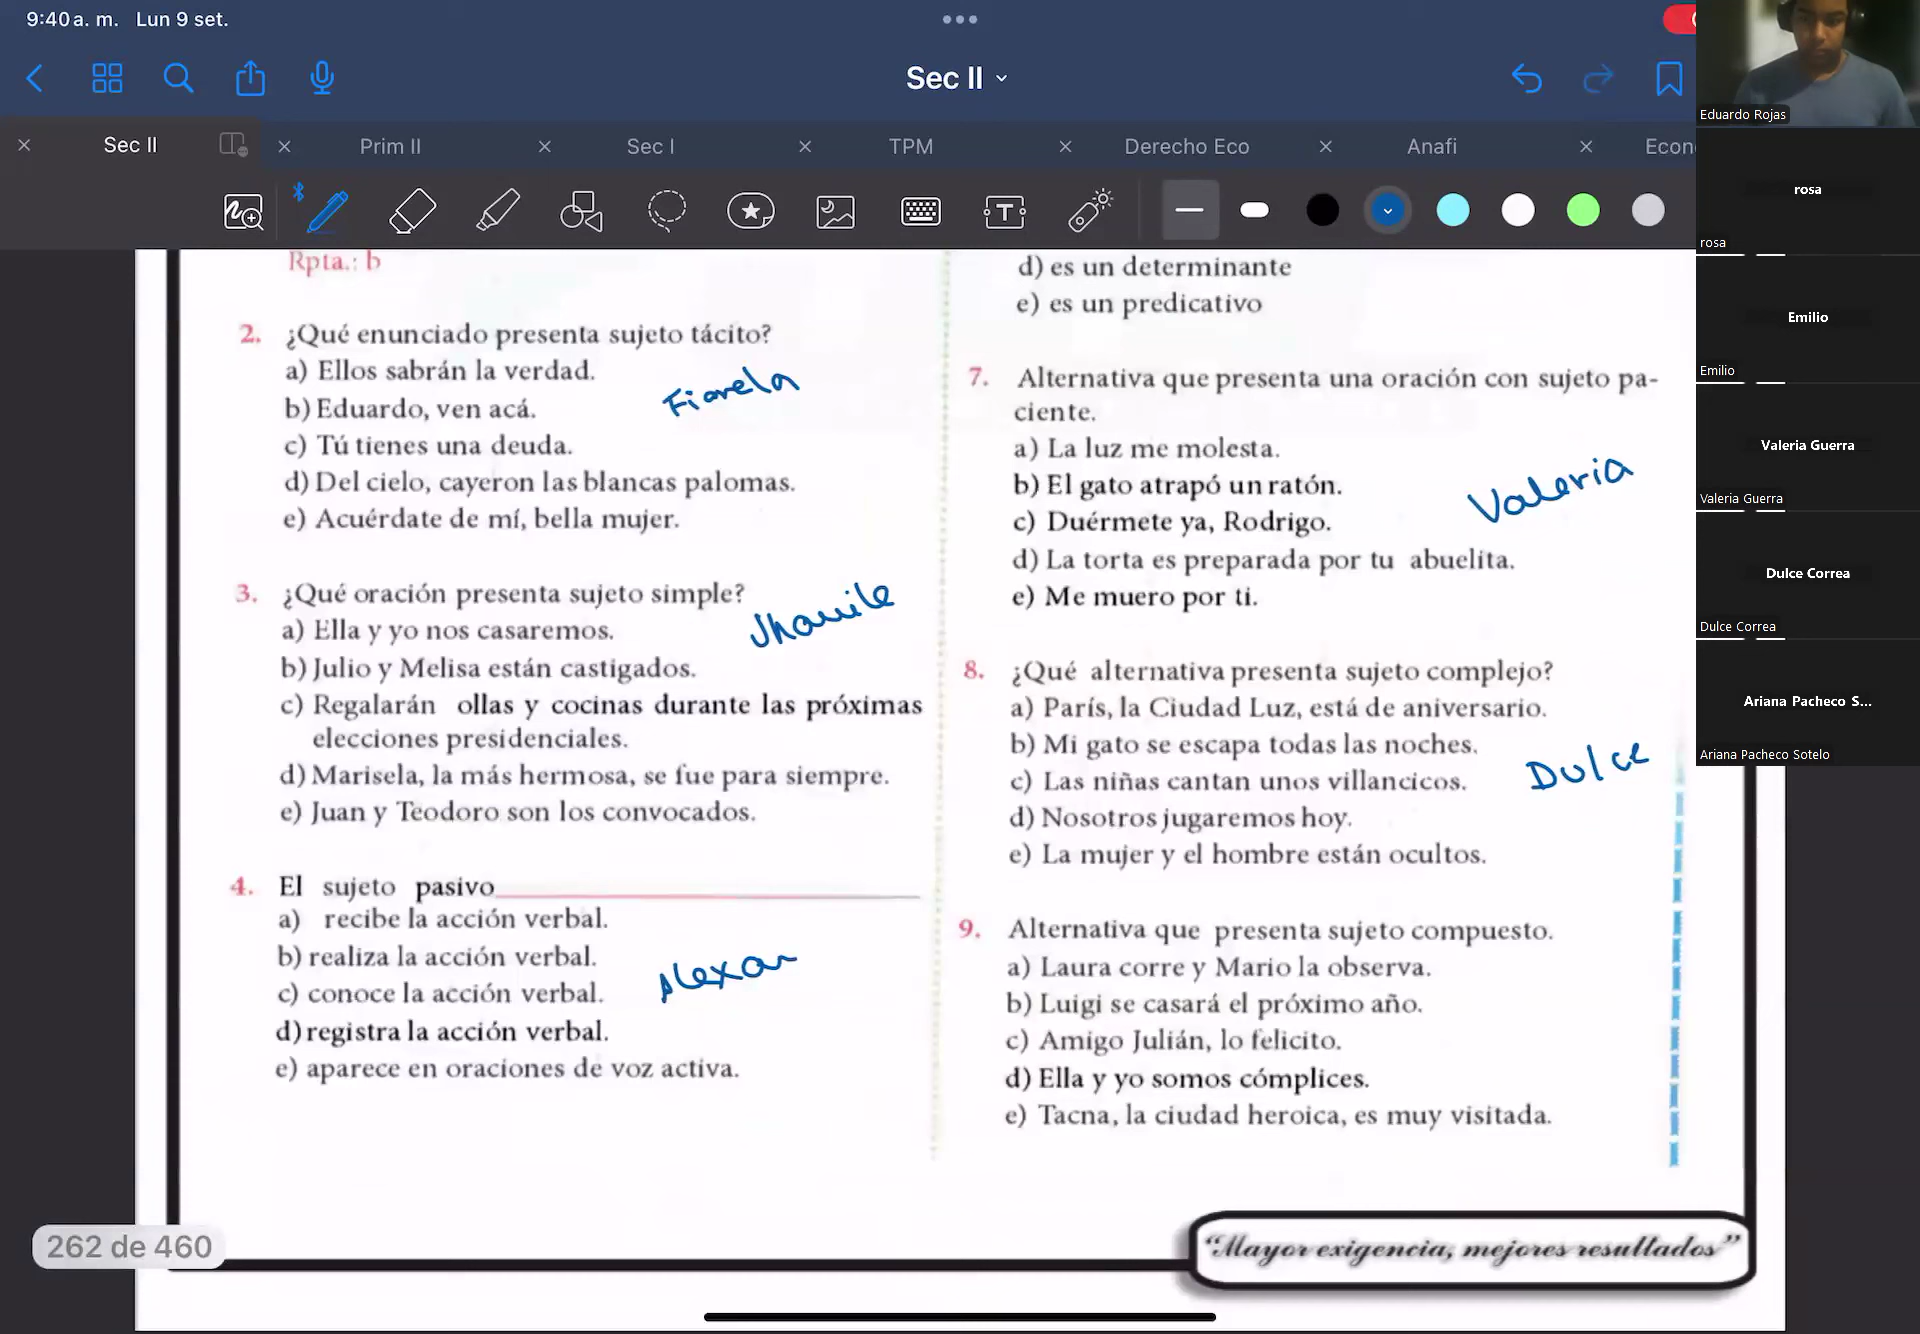 9:40 a. m. Lun 9 set.
Sec II
Sec II
Prim II
Sec I
TPM
Derecho Eco
Anafi
Econ
T
Rpta.: b
2. ¿Qué enunciado presenta sujeto tácito?
a) Ellos sabrán la verdad.
b) Eduardo, ven acá.
c) Tú tienes una deuda.
d) Del cielo, cayeron las blancas palomas.
e) Acuérdate de mí, bella mujer.
Fiorela
3. ¿Qué oración presenta sujeto simple?
a) Ella y yo nos casaremos.
b) Julio y Melisa están castigados.
c) Regalarán ollas y cocinas durante las próximas
elecciones presidenciales.
d) Marisela, la más hermosa, se fue para siempre.
e) Juan y Teodoro son los convocados.
4. El sujeto pasivo
a) recibe la acción verbal.
b) realiza la acción verbal.
c) conoce la acción verbal.
d) registra la acción verbal.
e) aparece en oraciones de voz activa.
d) es un determinante
e) es un predicativo
7. Alternativa que presenta una oración con sujeto pa-
ciente.
a) La luz me molesta.
b) El gato atrapó un ratón.
c) Duérmete ya, Rodrigo.
d) La torta es preparada por tu abuelita.
e) Me muero por ti.
Valeria
8. ¿Qué alternativa presenta sujeto complejo?
a) París, la Ciudad Luz, está de aniversario.
b) Mi gato se escapa todas las noches.
c) Las niñas cantan unos villancicos.
d) Nosotros jugaremos hoy.
e) La mujer y el hombre están ocultos.
Dulce
9. Alternativa que presenta sujeto compuesto.
a) Laura corre y Mario la observa.
b) Luigi se casará el próximo año.
c) Amigo Julián, lo felicito.
d) Ella y yo somos cómplices.
e) Tacna, la ciudad heroica, es muy visitada.
"Mayor exigencia, mejores resultados"
262 de 460
Eduardo Rojas
rosa
rosa
Emilio
Emilio
Valeria Guerra
Valeria Guerra
Dulce Correa
Dulce Correa
Ariana Pacheco S...
Ariana Pacheco Sotelo